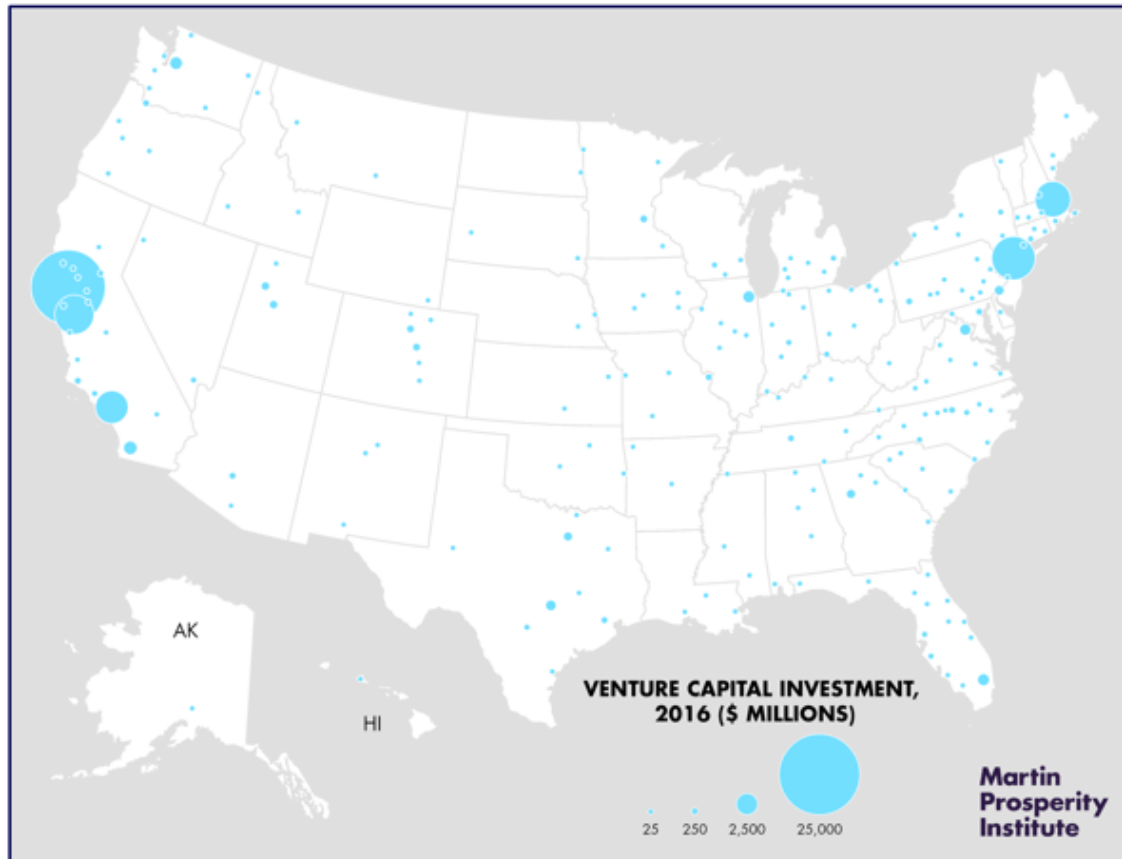 AK
HI
VENTURE CAPITAL INVESTMENT,
2016 ($ MILLIONS)
25 250 2,500 25,000
Martin
Prosperity
Institute